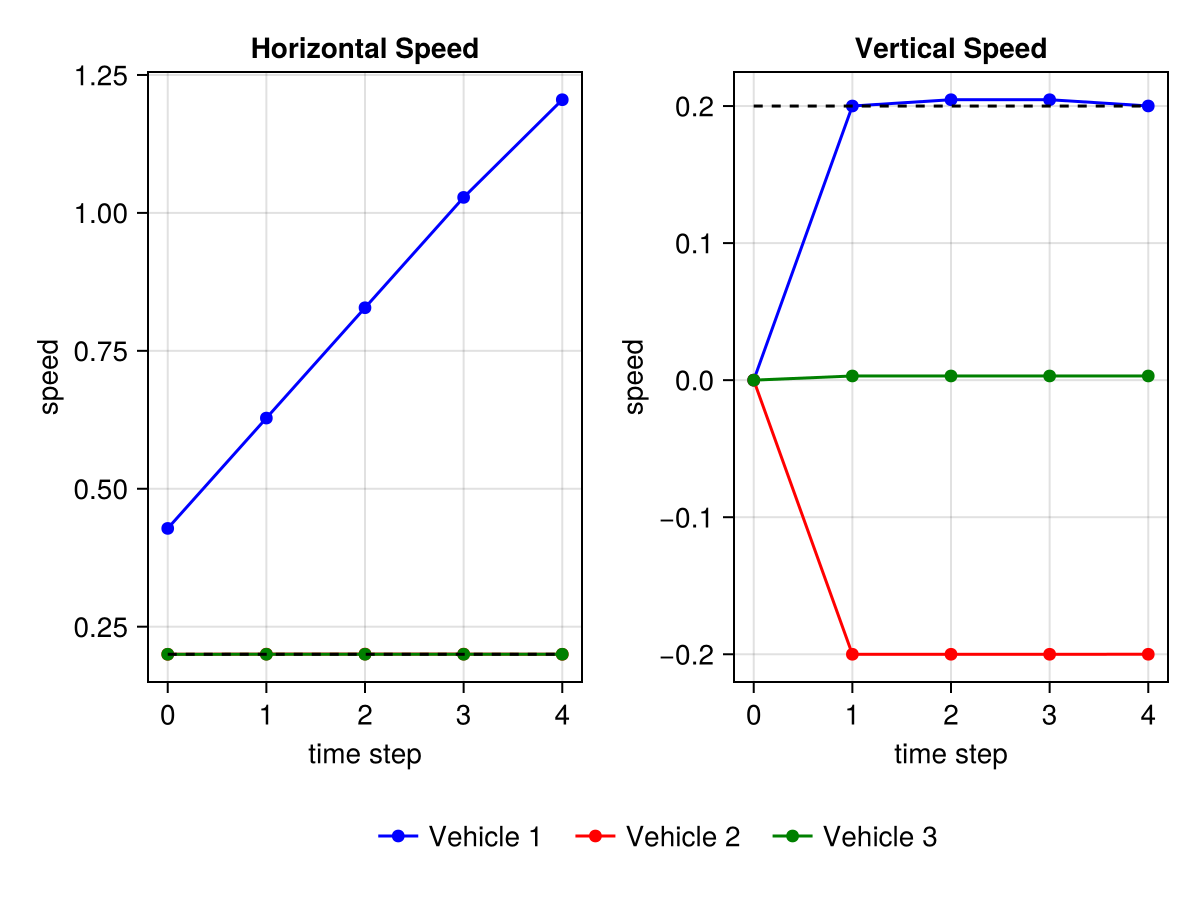 Horizontal Speed
1.25
1.00
0.75
0.50
0.25
speed
0 1 2 3 4
time step
Vertical Speed
0.2
0.1
0.0
−0.1
−0.2
speed
0 1 2 3 4
time step
Vehicle 1 Vehicle 2 Vehicle 3